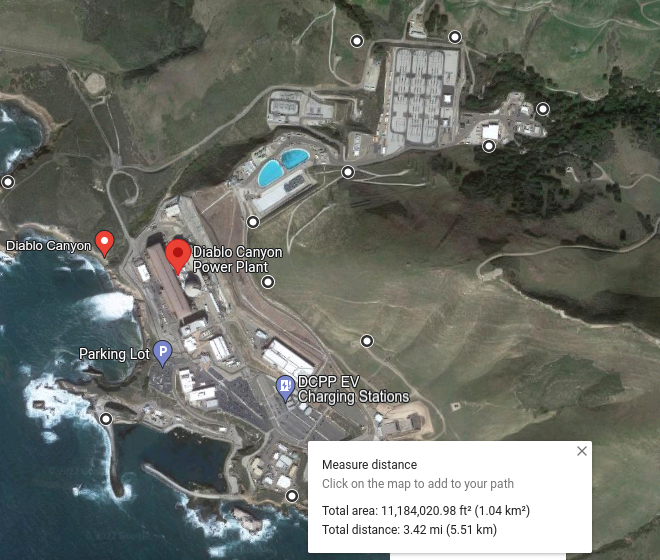 Diablo Canyon
Diablo Canyon
Power Plant
Parking Lot
P
DCPP EV
Charging Stations
Measure distance
Click on the map to add to your path
Total area: 11,184,020.98 ft² (1.04 km²)
Total distance: 3.42 mi (5.51 km)